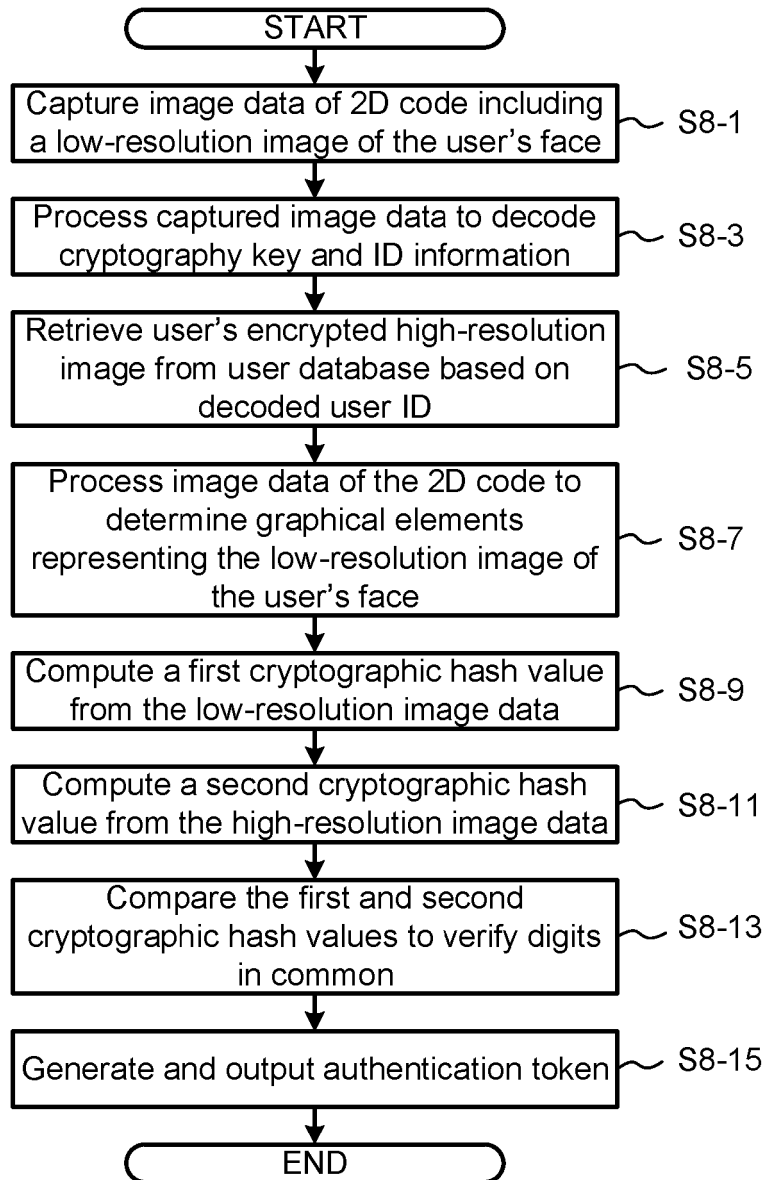 START
Capture image data of 2D code including
a low-resolution image of the user's face
S8-1
Process captured image data to decode
cryptography key and ID information
S8-3
Retrieve user's encrypted high-resolution
image from user database based on
decoded user ID
S8-5
Process image data of the 2D code to
determine graphical elements
representing the low-resolution image of
the user's face
S8-7
Compute a first cryptographic hash value
from the low-resolution image data
S8-9
Compute a second cryptographic hash
value from the high-resolution image data
S8-11
Compare the first and second
cryptographic hash values to verify digits
in common
S8-13
Generate and output authentication token
S8-15
END